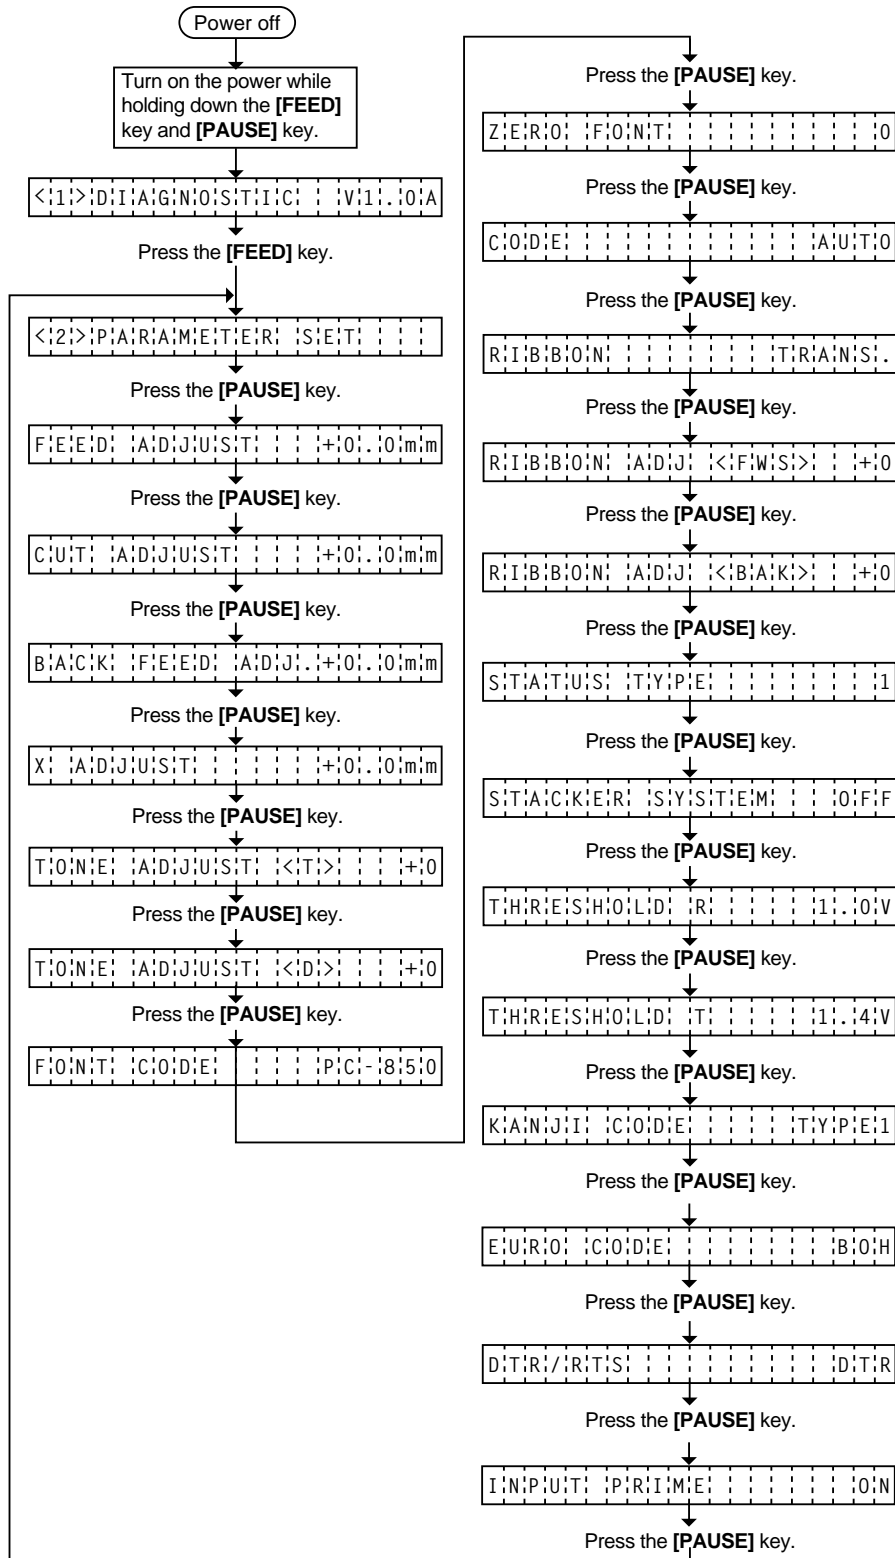 Power off
Turn on the power while
holding down the [FEED]
key and [PAUSE] key.
<1>DIAGNOSTIC  V1.0A
Press the [FEED] key.
<2>PARAMETER SET
Press the [PAUSE] key.
FEED ADJUST  +0.0mm
Press the [PAUSE] key.
CUT ADJUST   +0.0mm
Press the [PAUSE] key.
BACK FEED ADJ.+0.0mm
Press the [PAUSE] key.
X ADJUST     +0.0mm
Press the [PAUSE] key.
TONE ADJUST <T>  +0
Press the [PAUSE] key.
TONE ADJUST <D>  +0
Press the [PAUSE] key.
FONT CODE    PC-850
Press the [PAUSE] key.
ZERO FONT         0
Press the [PAUSE] key.
CODE           AUTO
Press the [PAUSE] key.
RIBBON       TRANS.
Press the [PAUSE] key.
RIBBON ADJ <FWS> +0
Press the [PAUSE] key.
RIBBON ADJ <BAK> +0
Press the [PAUSE] key.
STATUS TYPE       1
Press the [PAUSE] key.
STACKER SYSTEM  OFF
Press the [PAUSE] key.
THRESHOLD R    1.0V
Press the [PAUSE] key.
THRESHOLD T    1.4V
Press the [PAUSE] key.
KANJI CODE    TYPE1
Press the [PAUSE] key.
EURO CODE       B0H
Press the [PAUSE] key.
DTR/RTS         DTR
Press the [PAUSE] key.
INPUT PRIME      ON
Press the [PAUSE] key.